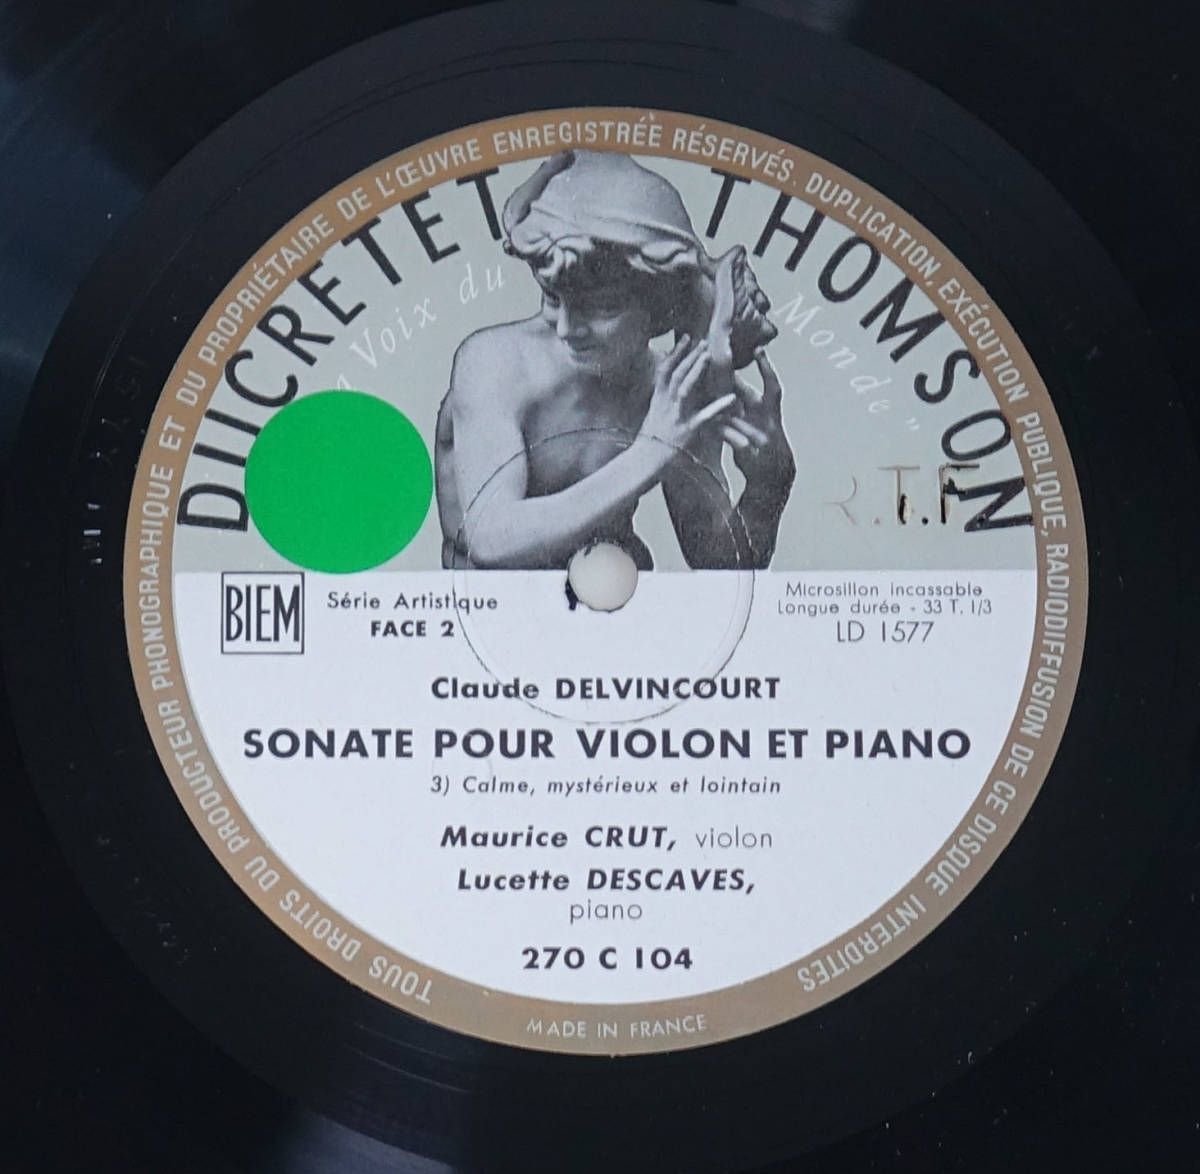 TOUS DROITS DU PRODUCTEUR PHONOGRAPHIQUE ET DU PROPRIÉTAIRE DE L'ŒUVRE ENREGISTRÉE RÉSERVÉS. DUPLICATION, EXÉCUTION PUBLIQUE, RADIODIFFUSION DE CE DISQUE INTERDITES
DUCRETET THOMSON
Voix du Monde"
R.T.F
BIEM
Série Artistique
FACE 2
Microsillon incassable
Longue durée - 33 T. 1/3
LD 1577
Claude DELVINCOURT
SONATE POUR VIOLON ET PIANO
3) Calme, mystérieux et lointain
Maurice CRUT, violon
Lucette DESCAVES,
piano
270 C 104
MADE IN FRANCE